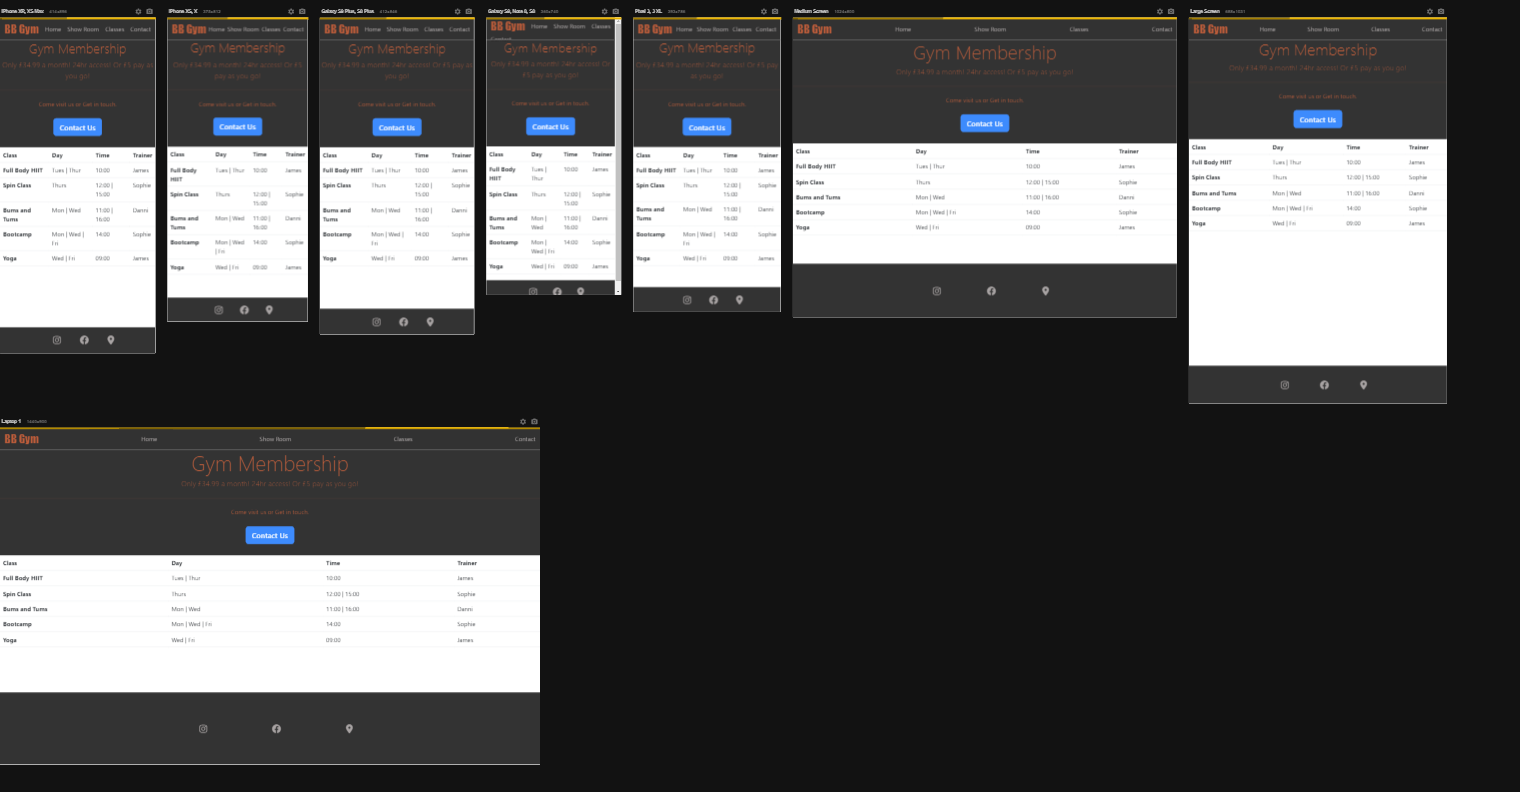 iPhone XR, XS Max 414x896
BB Gym Home Show Room Classes Contact
Gym Membership
Only £34.99 a month! 24hr access! Or £5 pay as
you go!
Come visit us or Get in touch
Contact Us
Class Day Time Trainer
Full Body HIIT Tues | Thur 10:00 James
Spin Class Thurs 12:00 | Sophie
15:00
Bums and Mon | Wed 11:00 | Danni
Tums 16:00
Bootcamp Mon | Wed | 14:00 Sophie
Fri
Yoga Wed | Fri 09:00 James
iPhone XS, X 375x812
BB Gym Home Show Room Classes Contact
Gym Membership
Only £34.99 a month! 24hr access! Or £5
pay as you go!
Come visit us or Get in touch
Contact Us
Class Day Time Trainer
Full Body Tues | Thur 10:00 James
HIIT
Spin Class Thurs 12:00 | Sophie
15:00
Bums and Mon | Wed 11:00 | Danni
Tums 16:00
Bootcamp Mon | Wed 14:00 Sophie
| Fri
Yoga Wed | Fri 09:00 James
Galaxy S9 Plus, S8 Plus
BB Gym Home Show Room Classes Contact
Gym Membership
Only £34.99 a month! 24hr access! Or £5 pay as
you go!
Come visit us or Get in touch
Contact Us
Class Day Time Trainer
Full Body HIIT Tues | Thur 10:00 James
Spin Class Thurs 12:00 | Sophie
15:00
Bums and Mon | Wed 11:00 | Danni
Tums 16:00
Bootcamp Mon | Wed | 14:00 Sophie
Fri
Yoga Wed | Fri 09:00 James
Galaxy S9, Note 8, S8 360x740
BB Gym Home Show Room Classes
Contact
Gym Membership
Only £34.99 a month! 24hr access! Or
£5 pay as you go!
Come visit us or Get in touch
Contact Us
Class Day Time Trainer
Full Body Tues | 10:00 James
HIIT Thur
Spin Class Thurs 12:00 | Sophie
15:00
Bums and Mon | 11:00 | Danni
Tums Wed 16:00
Bootcamp Mon | 14:00 Sophie
Wed | Fri
Yoga Wed | Fri 09:00 James
Pixel 3, 3 XL 393x786
BB Gym Home Show Room Classes Contact
Gym Membership
Only £34.99 a month! 24hr access! Or £5 pay
as you go!
Come visit us or Get in touch
Contact Us
Class Day Time Trainer
Full Body HIIT Tues | Thur 10:00 James
Spin Class Thurs 12:00 | Sophie
15:00
Bums and Mon | Wed 11:00 | Danni
Tums 16:00
Bootcamp Mon | Wed | 14:00 Sophie
Fri
Yoga Wed | Fri 09:00 James
Medium Screen 1024x800
BB Gym Home Show Room Classes Contact
Gym Membership
Only £34.99 a month! 24hr access! Or £5 pay as you go!
Come visit us or Get in touch
Contact Us
Class Day Time Trainer
Full Body HIIT Tues | Thur 10:00 James
Spin Class Thurs 12:00 | 15:00 Sophie
Bums and Tums Mon | Wed 11:00 | 16:00 Danni
Bootcamp Mon | Wed | Fri 14:00 Sophie
Yoga Wed | Fri 09:00 James
Large Screen
BB Gym Home Show Room Classes Contact
Gym Membership
Only £34.99 a month! 24hr access! Or £5 pay as you go!
Come visit us or Get in touch
Contact Us
Class Day Time Trainer
Full Body HIIT Tues | Thur 10:00 James
Spin Class Thurs 12:00 | 15:00 Sophie
Bums and Tums Mon | Wed 11:00 | 16:00 Danni
Bootcamp Mon | Wed | Fri 14:00 Sophie
Yoga Wed | Fri 09:00 James
Laptop 1 1440x900
BB Gym Home Show Room Classes Contact
Gym Membership
Only £34.99 a month! 24hr access! Or £5 pay as you go!
Come visit us or Get in touch
Contact Us
Class Day Time Trainer
Full Body HIIT Tues | Thur 10:00 James
Spin Class Thurs 12:00 | 15:00 Sophie
Bums and Tums Mon | Wed 11:00 | 16:00 Danni
Bootcamp Mon | Wed | Fri 14:00 Sophie
Yoga Wed | Fri 09:00 James